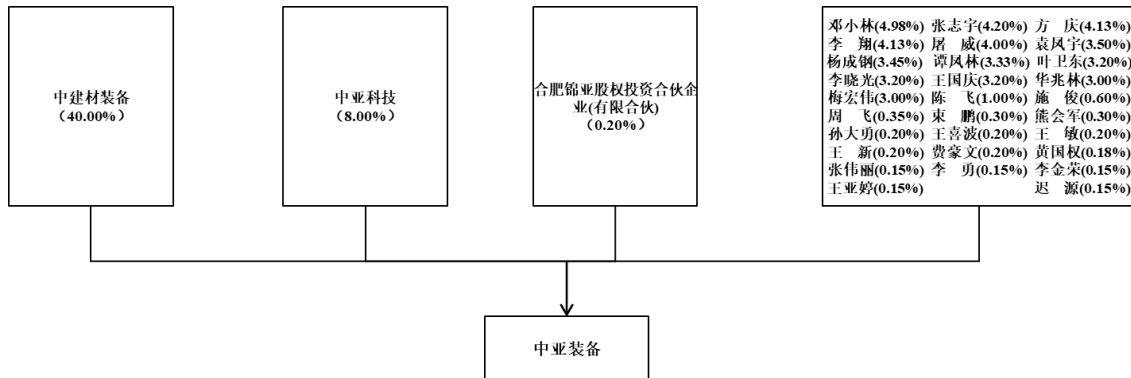 中建材装备
（40.00%）
中亚科技
（8.00%）
合肥锦亚股权投资合伙企
业(有限合伙)
（0.20%）
邓小林(4.98%) 张志宇(4.20%) 方　庆(4.13%)
李　翔(4.13%) 屠　威(4.00%) 袁凤宇(3.50%)
杨成钢(3.45%) 谭凤林(3.33%) 叶卫东(3.20%)
李晓光(3.20%) 王国庆(3.20%) 华兆林(3.00%)
梅宏伟(3.00%) 陈　飞(1.00%) 施　俊(0.60%)
周　飞(0.35%) 束　鹏(0.30%) 熊会军(0.30%)
孙大勇(0.20%) 王喜波(0.20%) 王　敏(0.20%)
王　新(0.20%) 费豪文(0.20%) 黄国权(0.18%)
张伟丽(0.15%) 李　勇(0.15%) 李金荣(0.15%)
王亚婷(0.15%) 迟　源(0.15%)
中亚装备